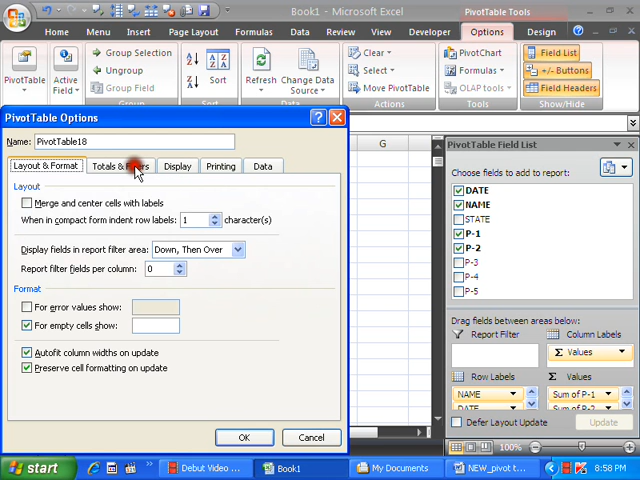 Book1 - Microsoft Excel
PivotTable Tools
Home
Menu
Insert
Page Layout
Formulas
Data
Review
View
Developer
Options
Design
PivotTable
Active
Field
Group Selection
Ungroup
Group Field
Group
Sort
Sort
Refresh
Change Data
Source
Data
Clear
Select
Move PivotTable
Actions
PivotChart
Formulas
OLAP tools
Tools
Field List
+/- Buttons
Field Headers
Show/Hide
PivotTable Options
Name:
PivotTable18
Layout & Format
Totals &
Display
Printing
Data
Layout
Merge and center cells with labels
When in compact form indent row labels:
1
character(s)
Display fields in report filter area:
Down, Then Over
Report filter fields per column:
0
Format
For error values show:
For empty cells show:
Autofit column widths on update
Preserve cell formatting on update
OK
Cancel
G
PivotTable Field List
Choose fields to add to report:
DATE
NAME
STATE
P-1
P-2
P-3
P-4
P-5
Drag fields between areas below:
Report Filter
Column Labels
Σ Values
Row Labels
Σ Values
NAME
DATE
Sum of P-1
Sum of P-2
Defer Layout Update
Update
100%
start
Debut Video ...
Book1
My Documents
NEW_pivot t...
8:58 PM